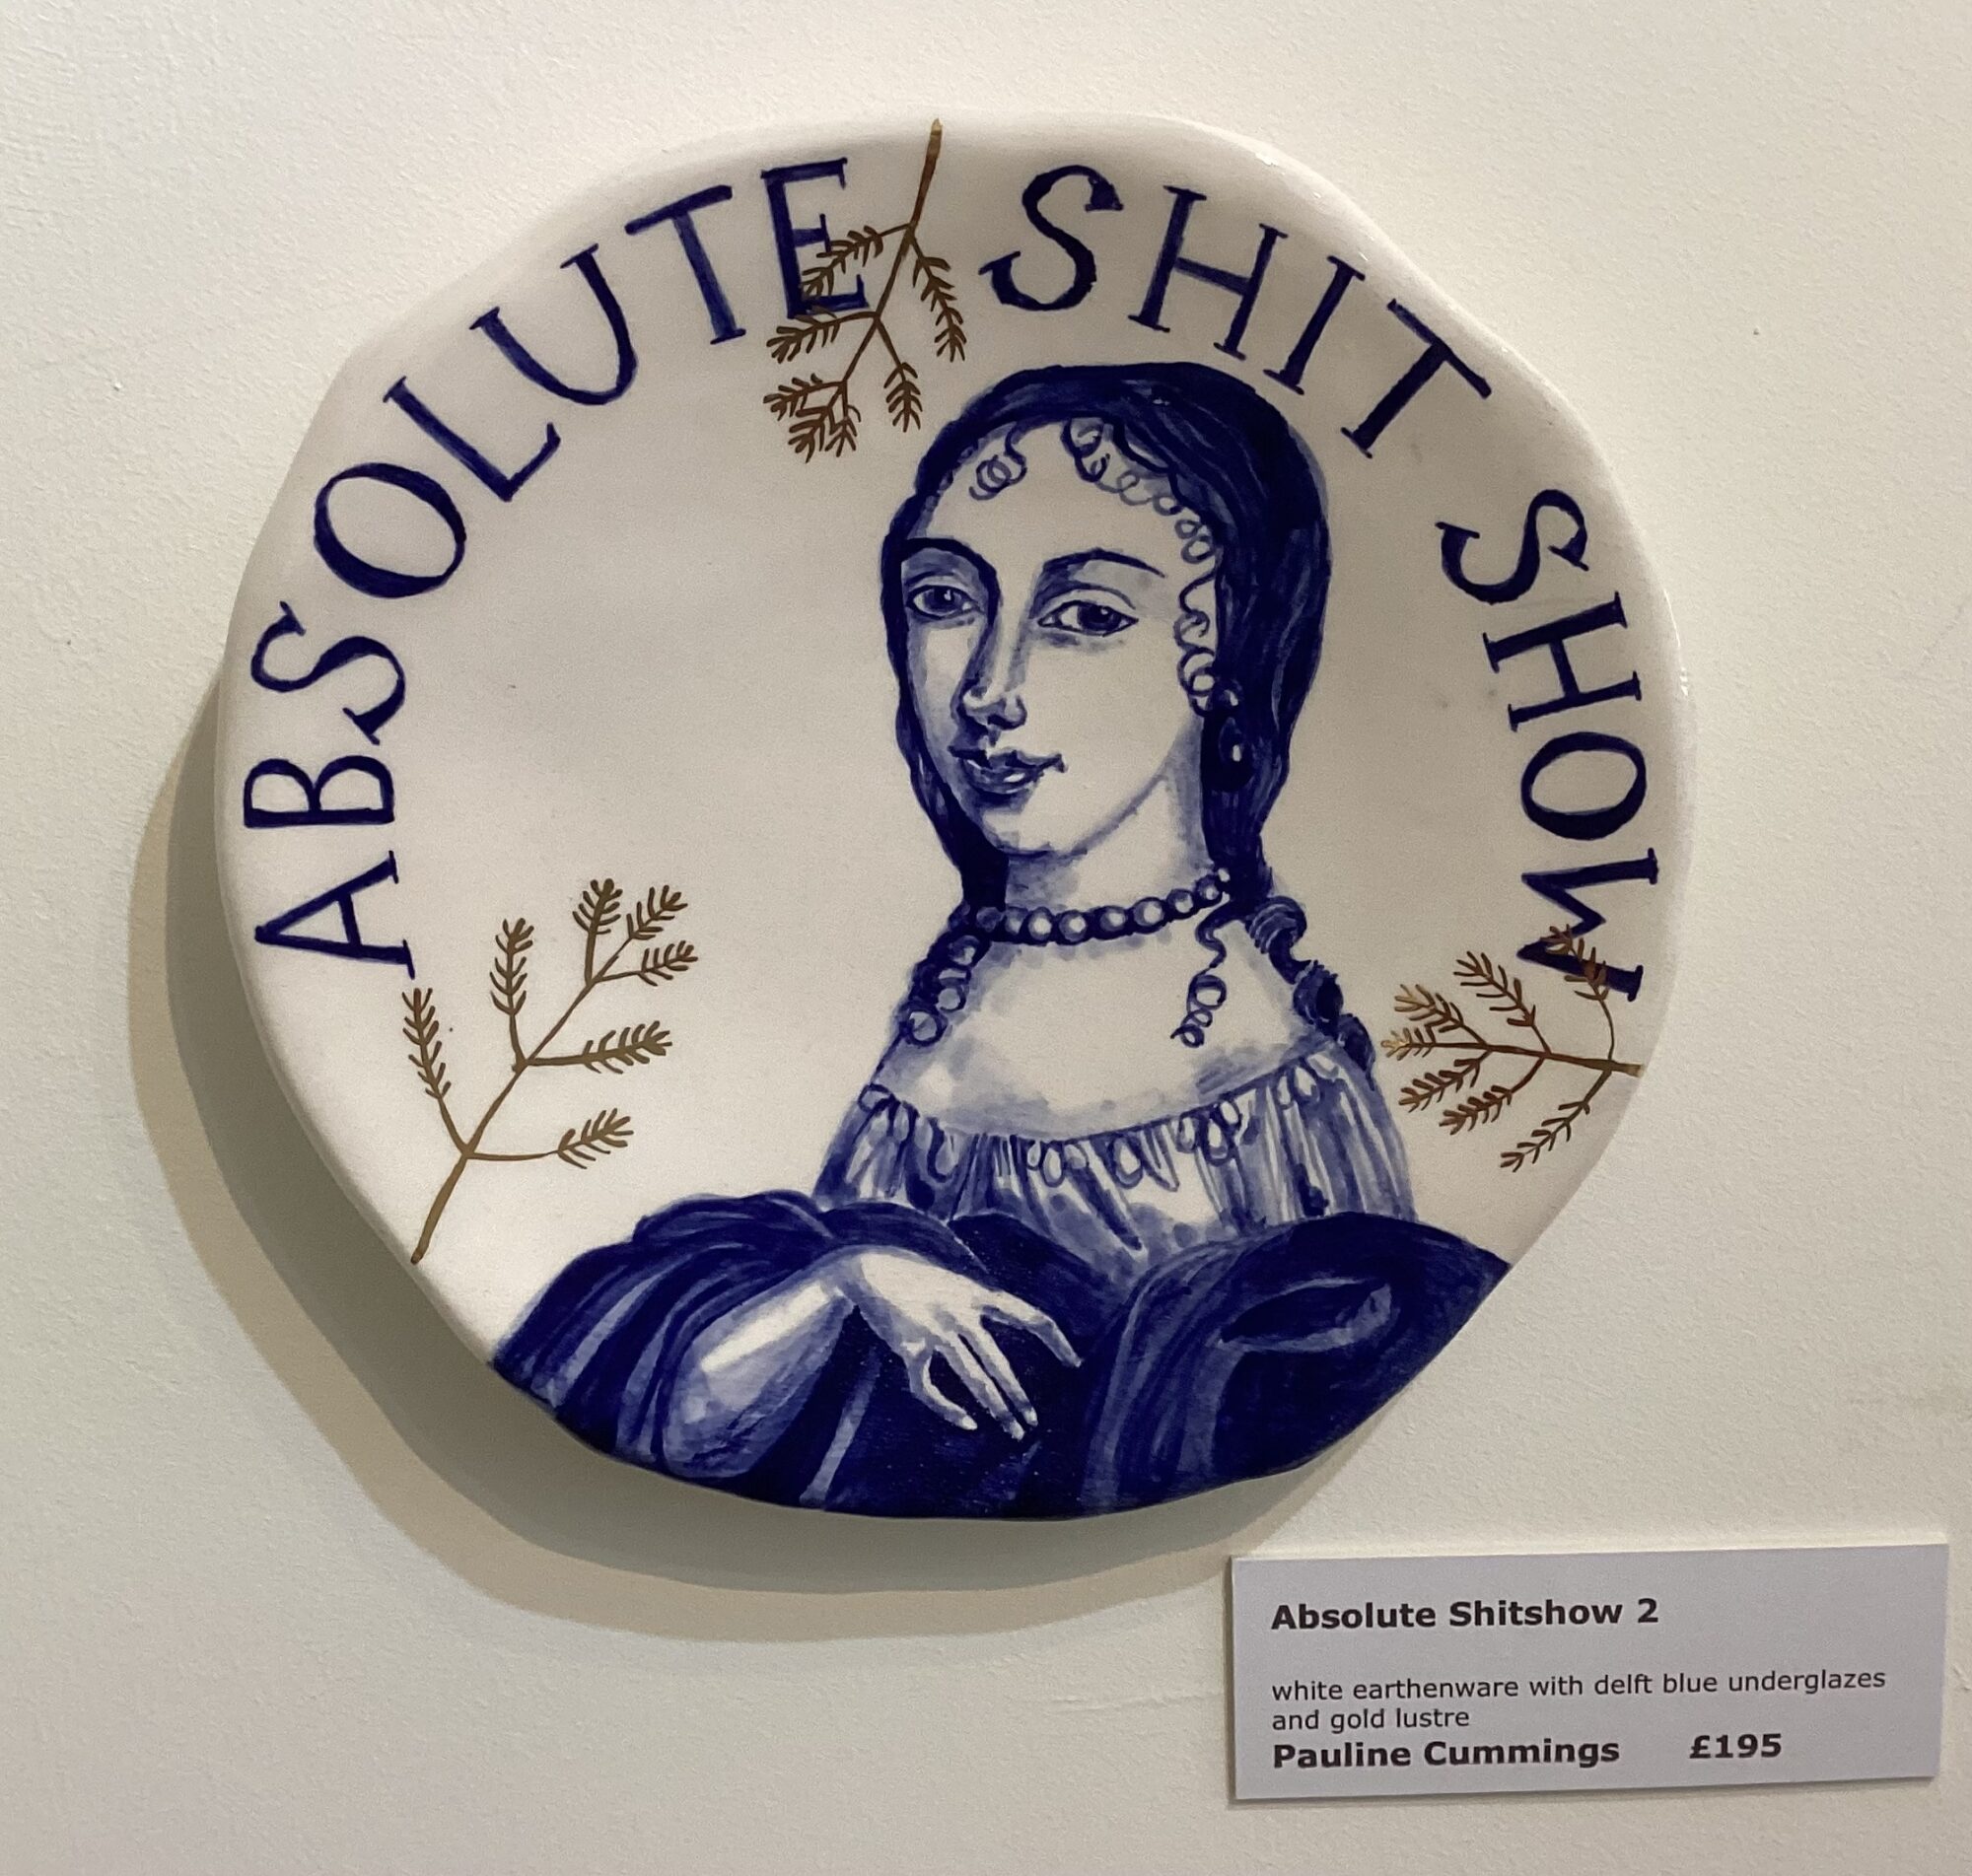 ABSOLUTE SHIT SHOW
Absolute Shitshow 2
white earthenware with delft blue underglazes
and gold lustre
Pauline Cummings £195